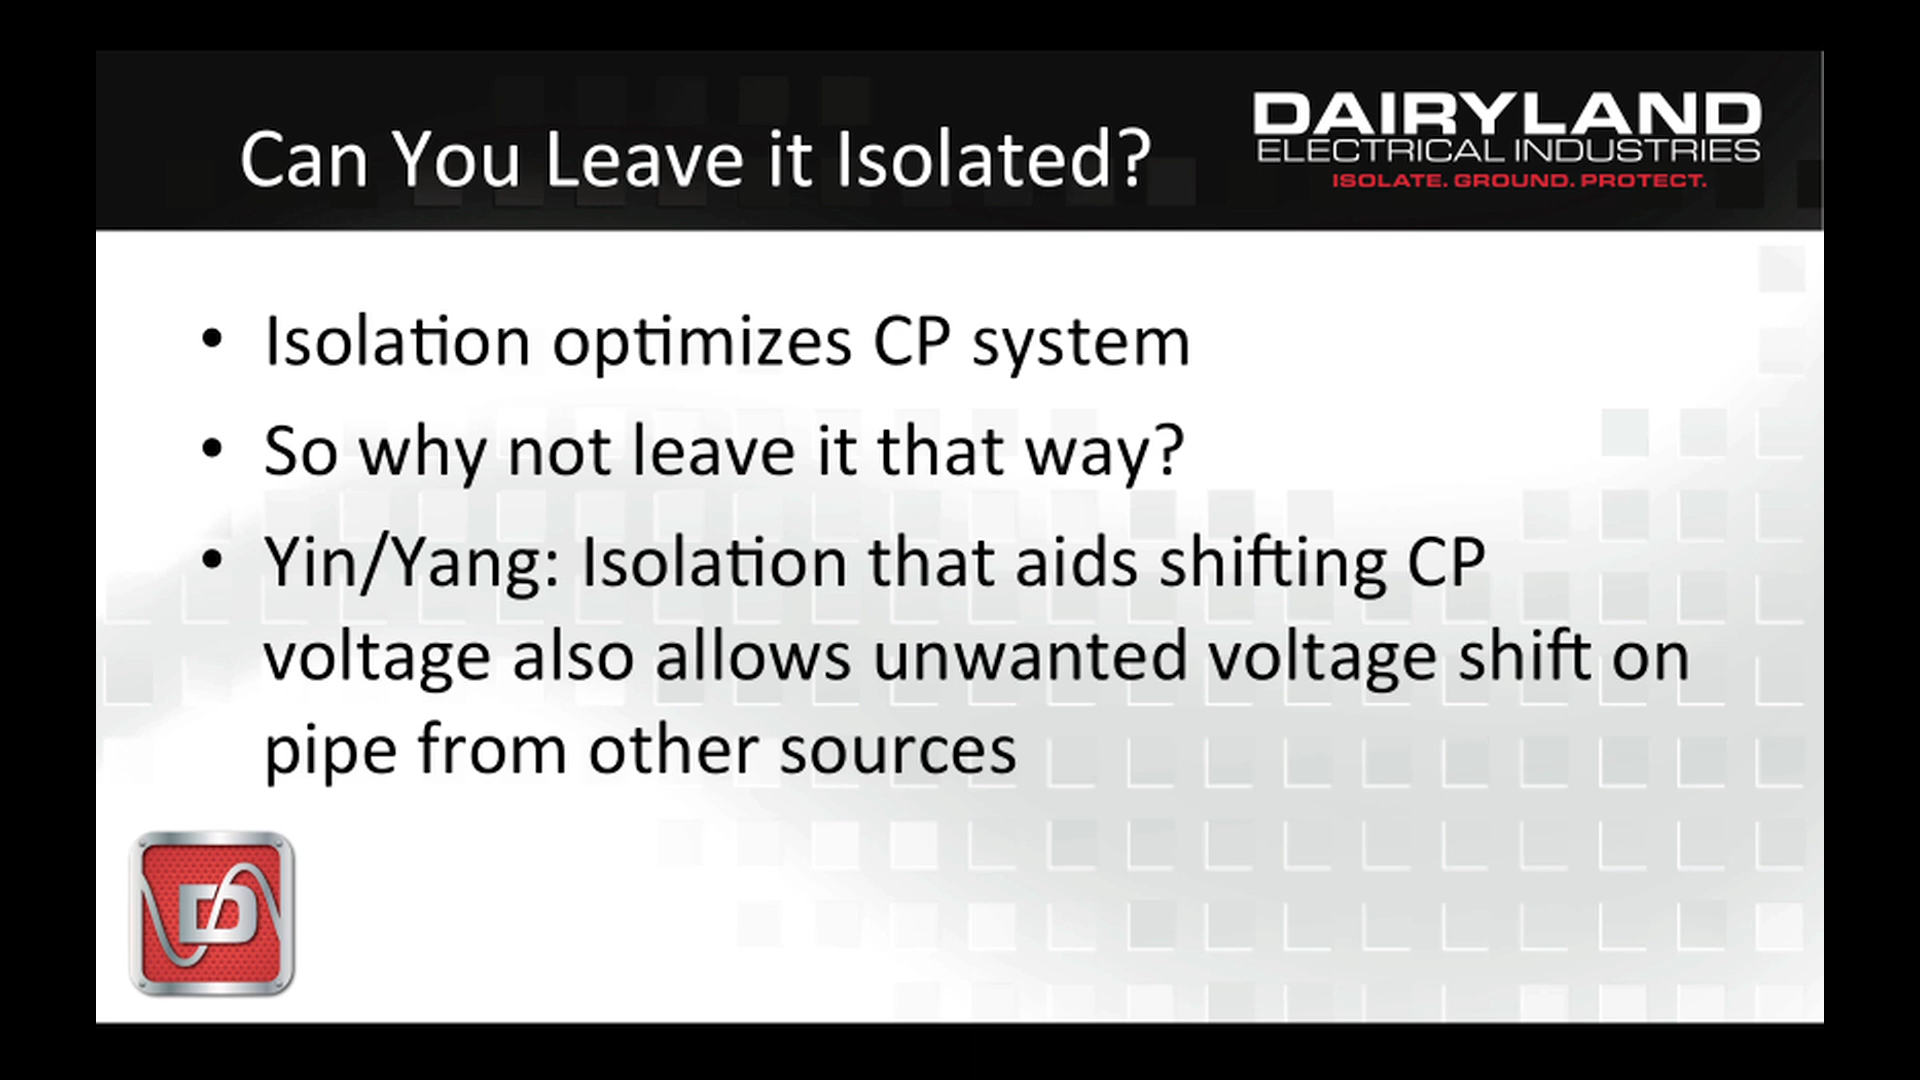 Can You Leave it Isolated?
DAIRYLAND
ELECTRICAL INDUSTRIES
ISOLATE. GROUND. PROTECT.
• Isolation optimizes CP system
• So why not leave it that way?
• Yin/Yang: Isolation that aids shifting CP
voltage also allows unwanted voltage shift on
pipe from other sources
D